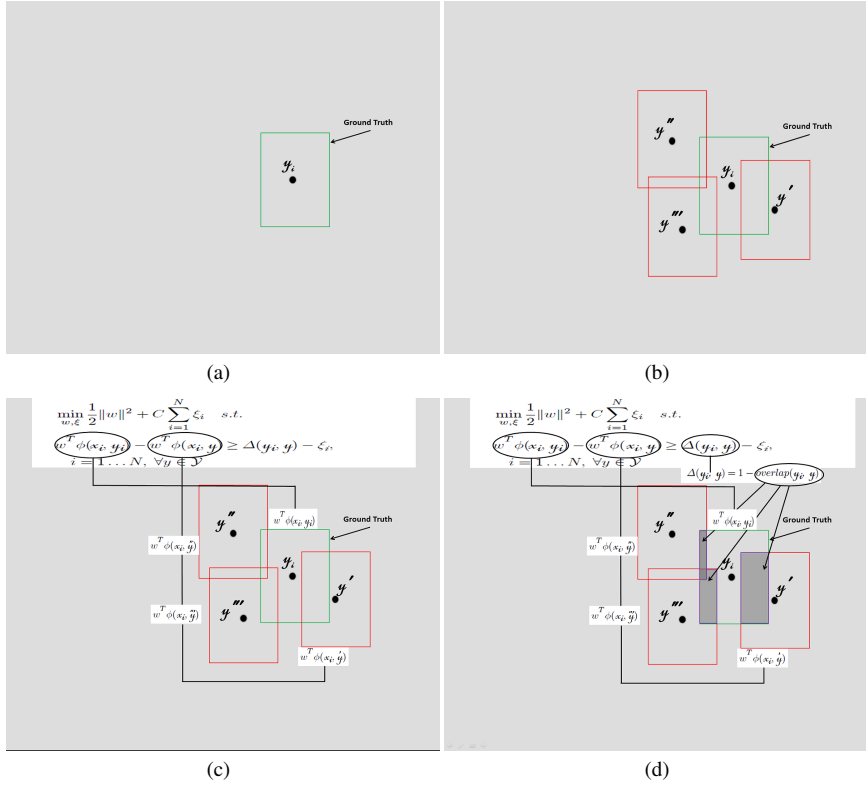 Ground Truth
y_i
(a)
y''
Ground Truth
y_i
y'
y'''
(b)
min_{w,ξ} 1/2 ‖w‖² + C ∑_{i=1}^{N} ξ_i s.t.
w^T ϕ(x_i, y_i) − w^T ϕ(x_i, y) ≥ Δ(y_i, y) − ξ_i,
i = 1 … N, ∀y ∈ 𝒴
y''
w^T ϕ(x_i, y_i)
Ground Truth
w^T ϕ(x_i, y'')
y_i
y'
w^T ϕ(x_i, y''')
y'''
w^T ϕ(x_i, y')
(c)
min_{w,ξ} 1/2 ‖w‖² + C ∑_{i=1}^{N} ξ_i s.t.
w^T ϕ(x_i, y_i) − w^T ϕ(x_i, y) ≥ Δ(y_i, y) − ξ_i,
i = 1 … N, ∀y ∈ 𝒴
Δ(y_i, y) = 1 − overlap(y_i, y)
y''
w^T ϕ(x_i, y_i)
Ground Truth
w^T ϕ(x_i, y'')
y_i
y'
w^T ϕ(x_i, y''')
y'''
w^T ϕ(x_i, y')
(d)